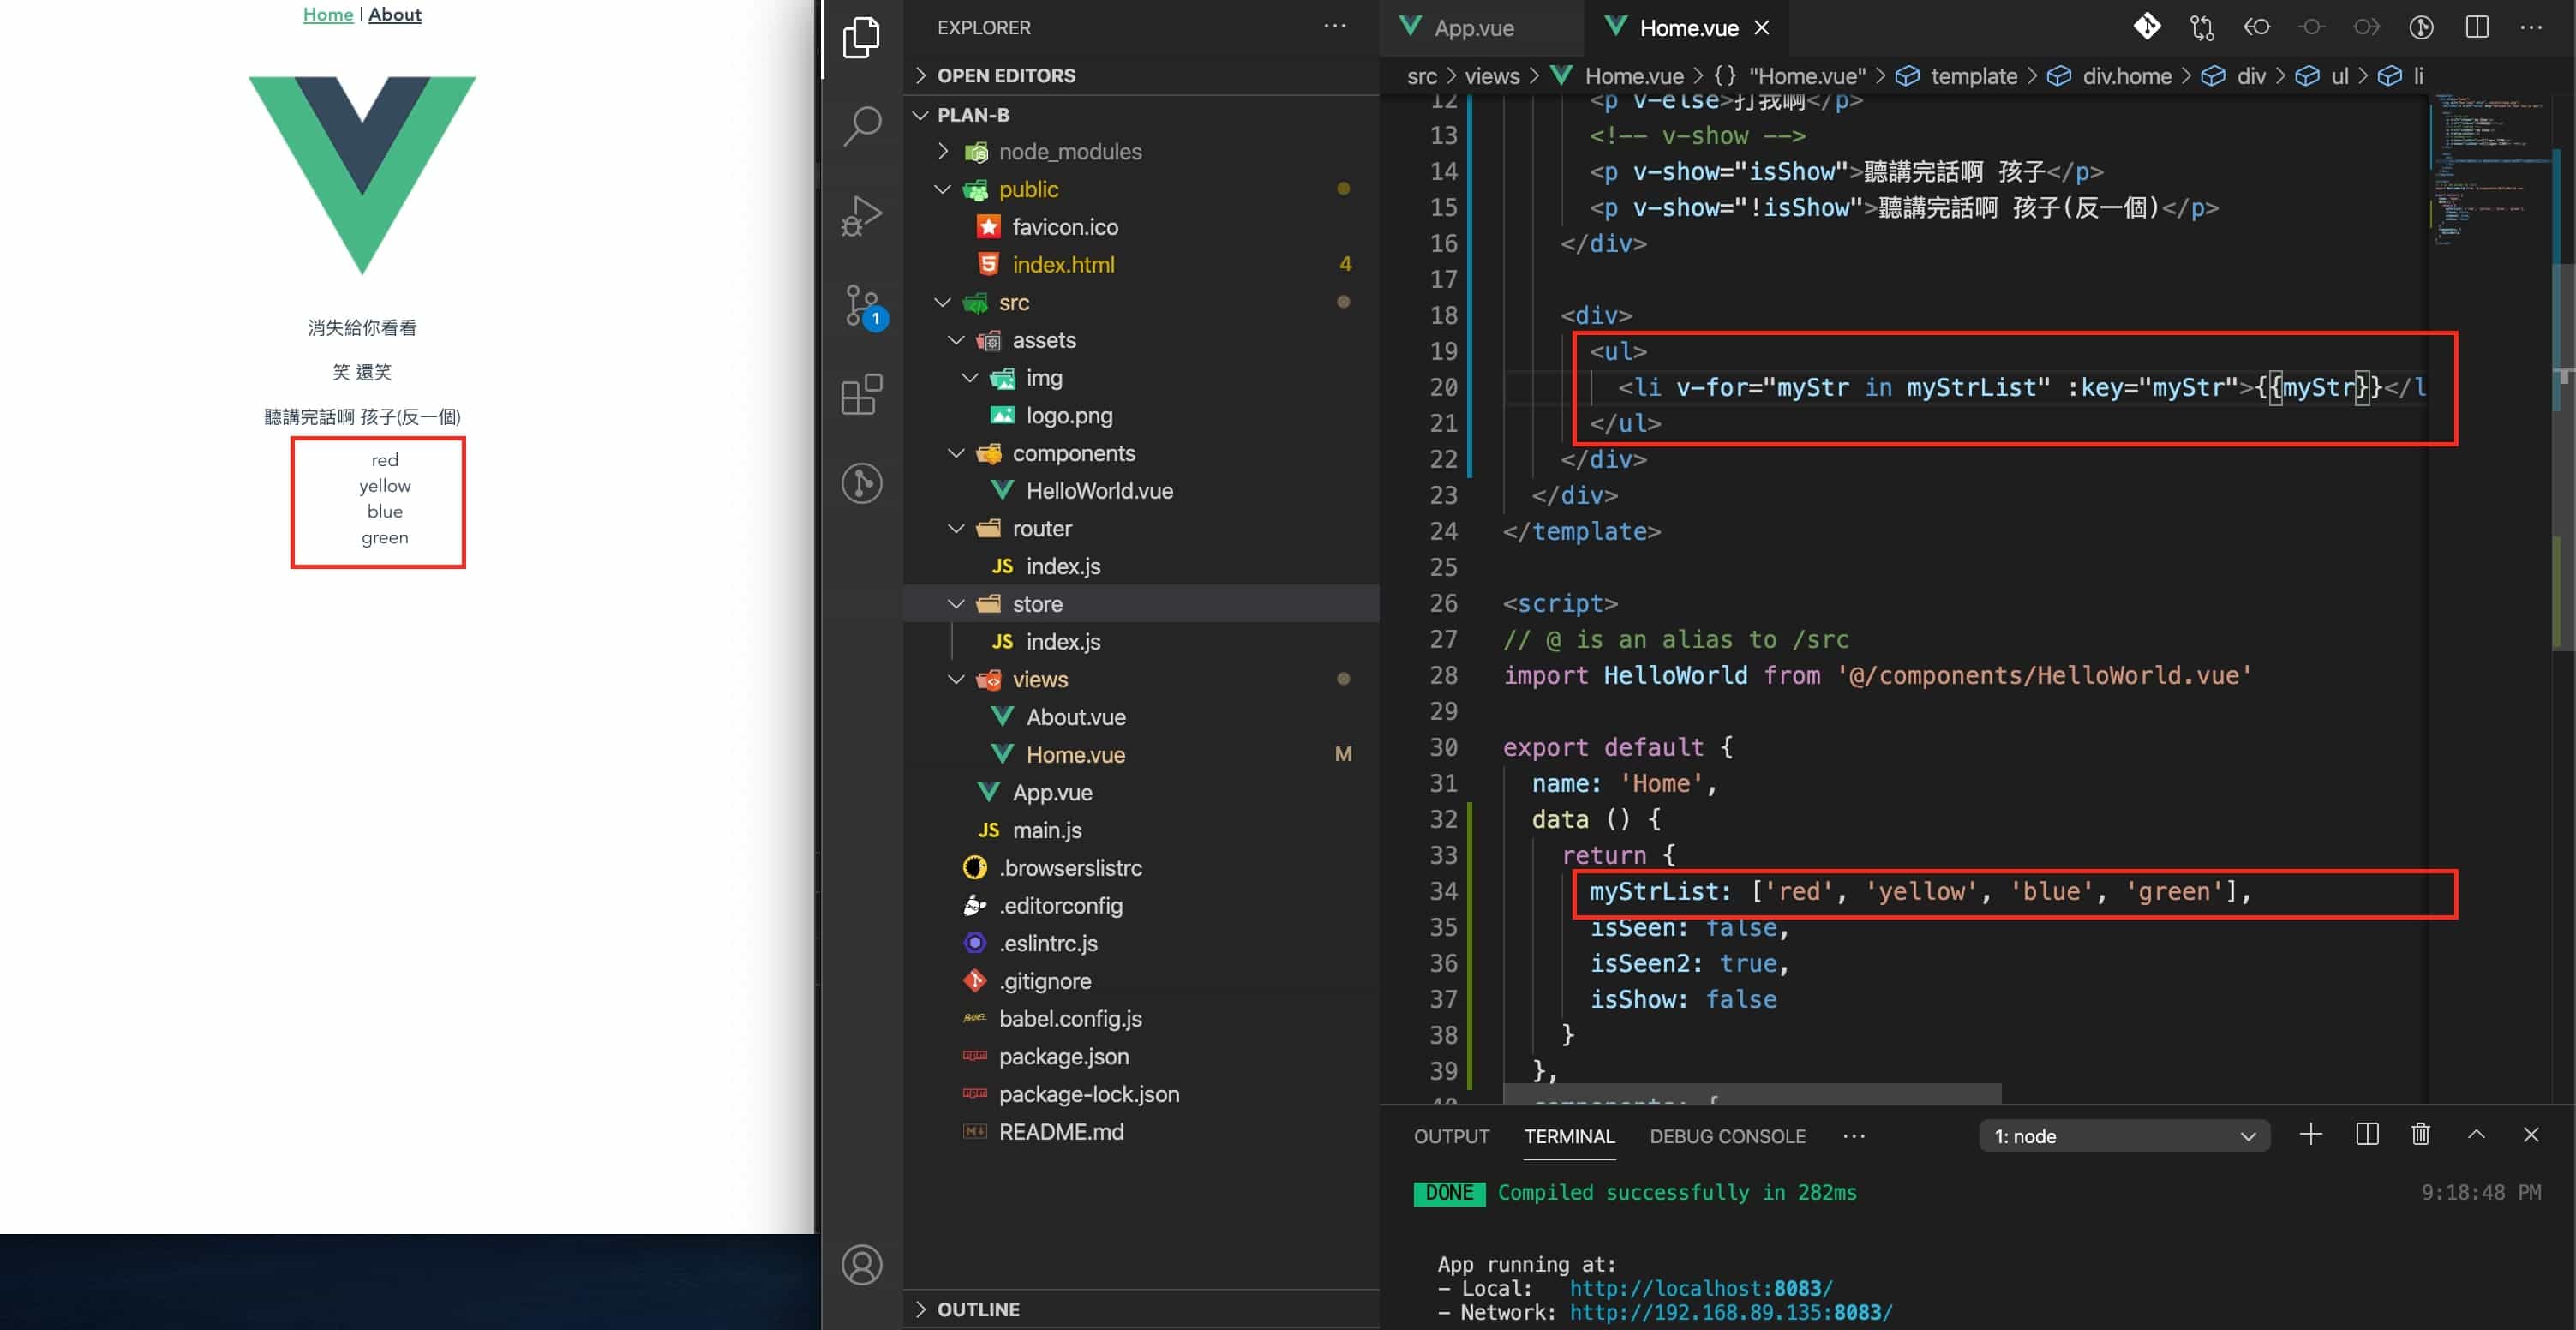 Home | About
消失給你看看
笑 還笑
聽講完話啊 孩子(反一個)
red
yellow
blue
green
EXPLORER
OPEN EDITORS
PLAN-B
node_modules
public
favicon.ico
index.html 4
src
assets
img
logo.png
components
HelloWorld.vue
router
index.js
store
index.js
views
About.vue
Home.vue M
App.vue
main.js
.browserslistrc
.editorconfig
.eslintrc.js
.gitignore
babel.config.js
package.json
package-lock.json
README.md
OUTLINE
1
App.vue Home.vue
src > views > Home.vue > {} "Home.vue" > template > div.home > div > ul > li
12 <p v-else>打我啊</p>
13 <!-- v-show -->
14 <p v-show="isShow">聽講完話啊 孩子</p>
15 <p v-show="!isShow">聽講完話啊 孩子(反一個)</p>
16 </div>
17
18 <div>
19 <ul>
20 <li v-for="myStr in myStrList" :key="myStr">{{myStr}}</l
21 </ul>
22 </div>
23 </div>
24 </template>
25
26 <script>
27 // @ is an alias to /src
28 import HelloWorld from '@/components/HelloWorld.vue'
29
30 export default {
31 name: 'Home',
32 data () {
33 return {
34 myStrList: ['red', 'yellow', 'blue', 'green'],
35 isSeen: false,
36 isSeen2: true,
37 isShow: false
38 }
39 },
40 components: {
OUTPUT TERMINAL DEBUG CONSOLE ... 1: node
DONE Compiled successfully in 282ms 9:18:48 PM
App running at:
- Local: http://localhost:8083/
- Network: http://192.168.89.135:8083/